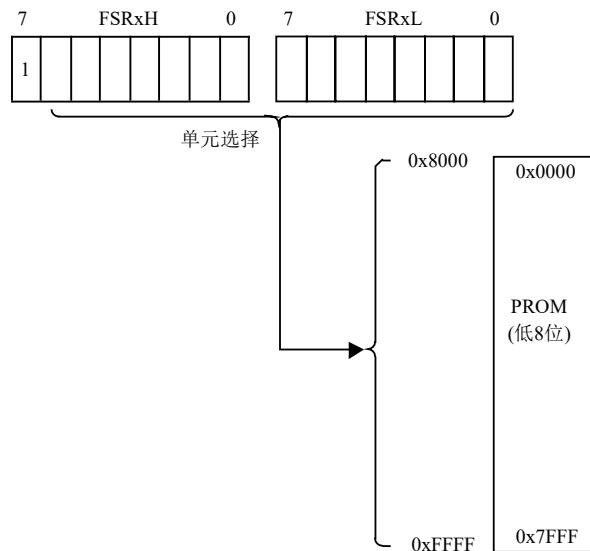 7 FSRxH 0 7 FSRxL 0
1
单元选择
0x8000 0x0000
PROM
(低8位)
0xFFFF 0x7FFF